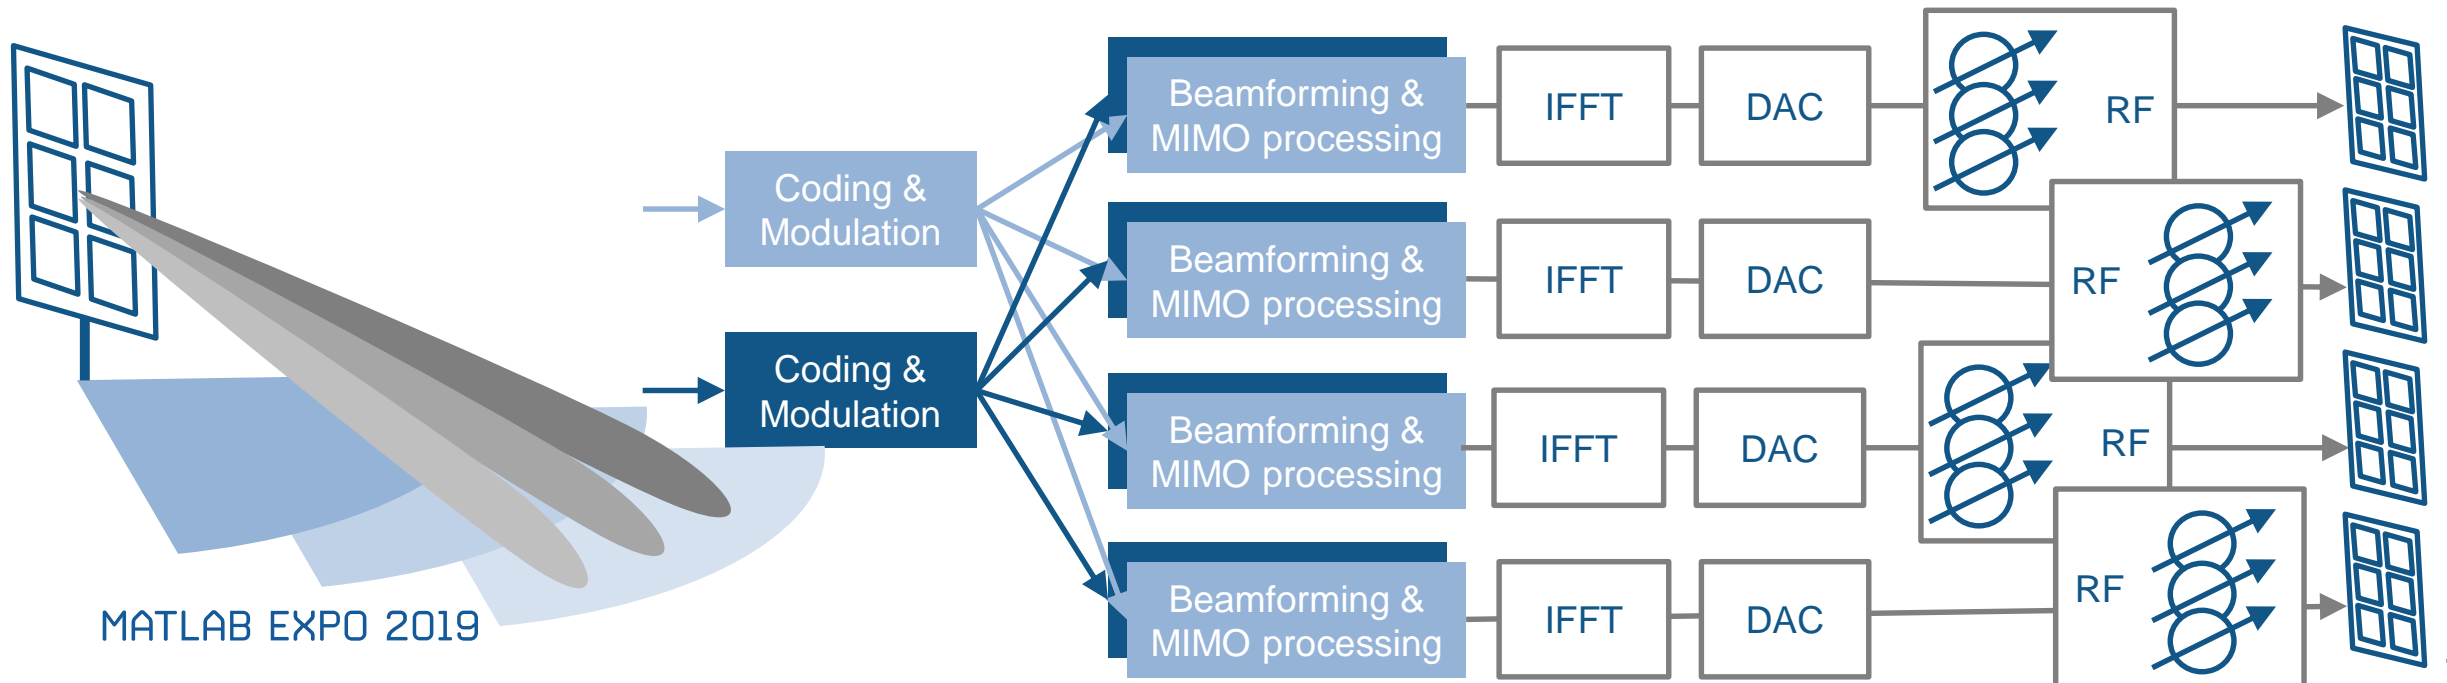 Coding &
Modulation
Coding &
Modulation
Beamforming &
MIMO processing
IFFT
DAC
RF
Beamforming &
MIMO processing
IFFT
DAC
RF
Beamforming &
MIMO processing
IFFT
DAC
RF
Beamforming &
MIMO processing
IFFT
DAC
RF
MATLAB EXPO 2019